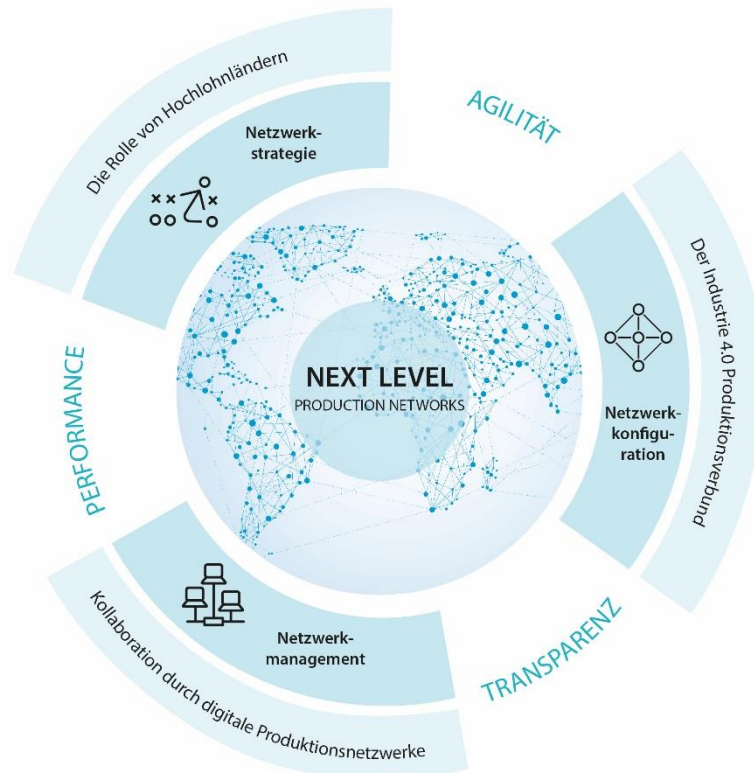 Die Rolle von Hochlohnländern
Netzwerk-
strategie
AGILITÄT
Der Industrie 4.0 Produktionsverbund
Netzwerk-
konfigu-
ration
NEXT LEVEL
PRODUCTION NETWORKS
PERFORMANCE
TRANSPARENZ
Netzwerk-
management
Kollaboration durch digitale Produktionsnetzwerke